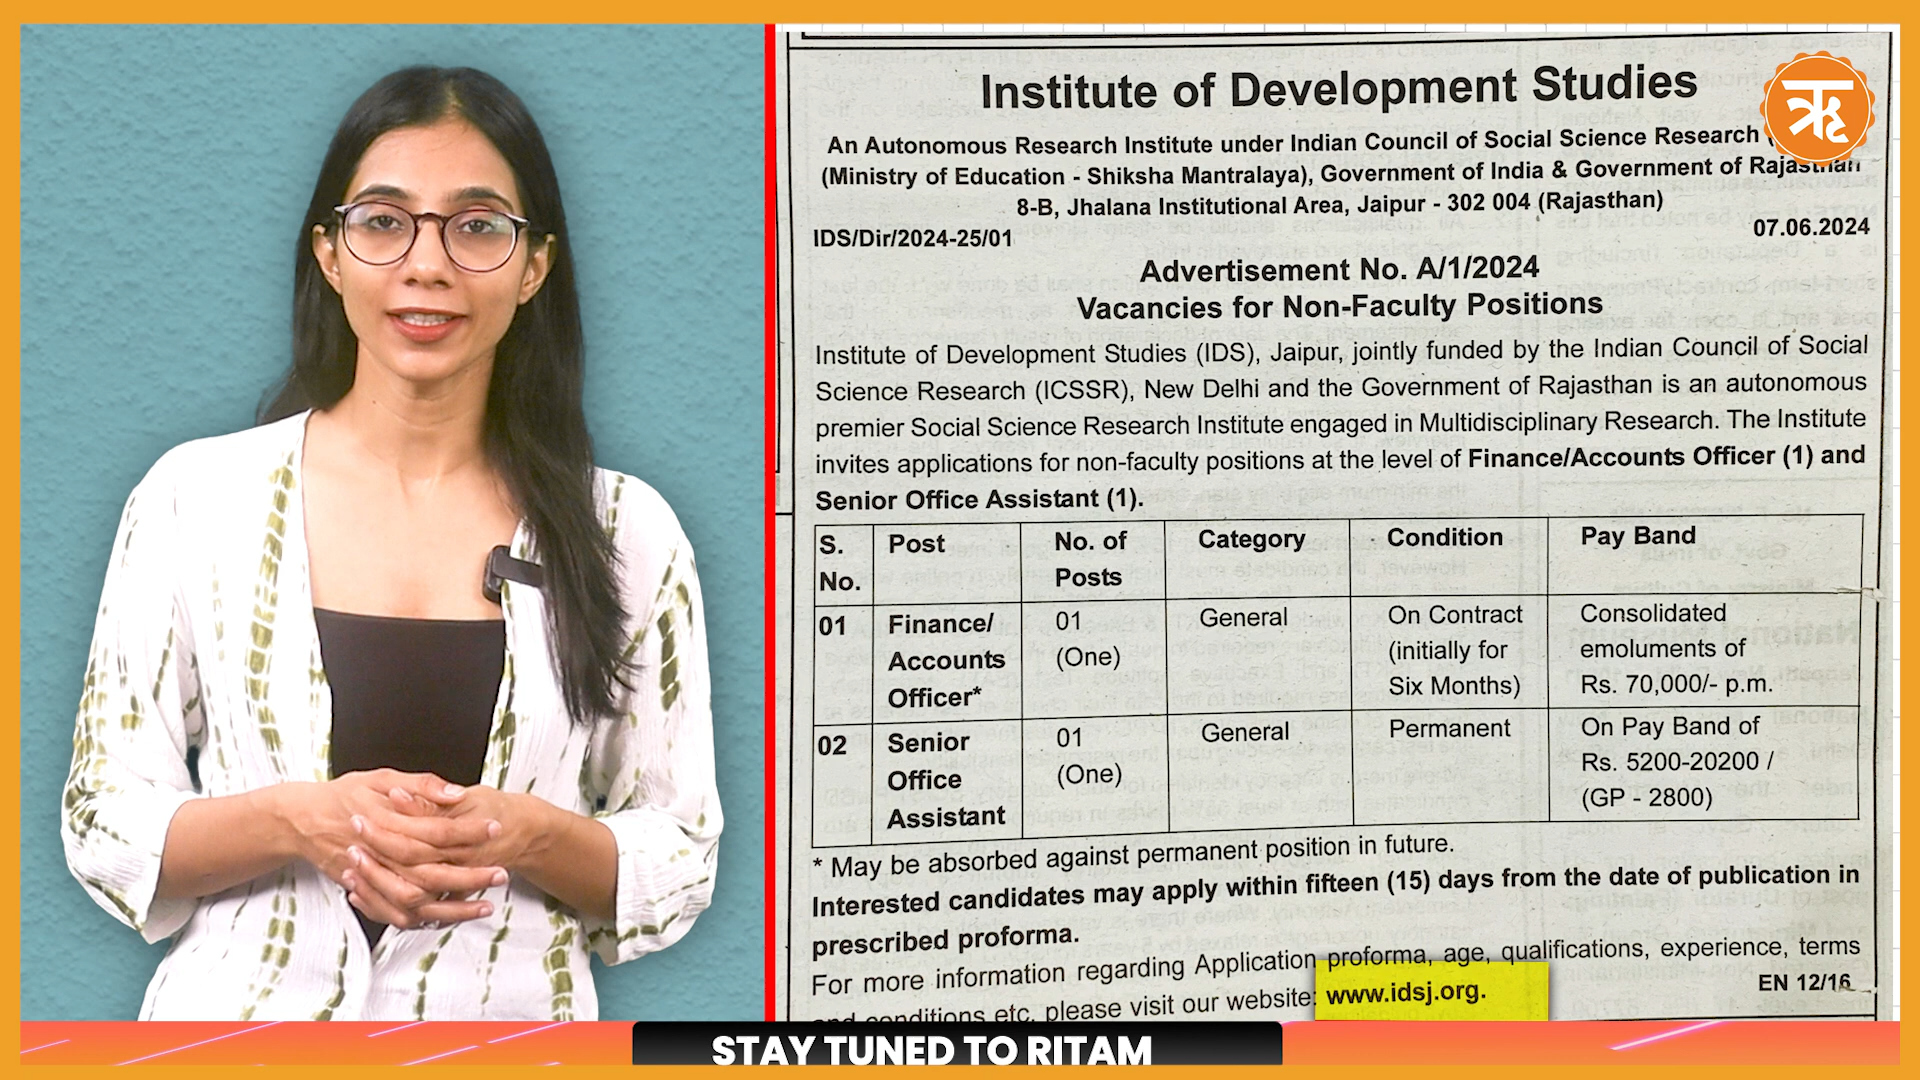 Institute of Development Studies
ऋ
An Autonomous Research Institute under Indian Council of Social Science Research
(Ministry of Education - Shiksha Mantralaya), Government of India & Government of Rajasthan
8-B, Jhalana Institutional Area, Jaipur - 302 004 (Rajasthan)
IDS/Dir/2024-25/01 07.06.2024
Advertisement No. A/1/2024
Vacancies for Non-Faculty Positions
Institute of Development Studies (IDS), Jaipur, jointly funded by the Indian Council of Social
Science Research (ICSSR), New Delhi and the Government of Rajasthan is an autonomous
premier Social Science Research Institute engaged in Multidisciplinary Research. The Institute
invites applications for non-faculty positions at the level of Finance/Accounts Officer (1) and
Senior Office Assistant (1).
S. No. Post No. of Posts Category Condition Pay Band
01 Finance/ Accounts Officer* 01 (One) General On Contract (initially for Six Months) Consolidated emoluments of Rs. 70,000/- p.m.
02 Senior Office Assistant 01 (One) General Permanent On Pay Band of Rs. 5200-20200 / (GP - 2800)
* May be absorbed against permanent position in future.
Interested candidates may apply within fifteen (15) days from the date of publication in
prescribed proforma.
For more information regarding Application proforma, age, qualifications, experience, terms
and conditions etc. please visit our website: www.idsj.org.
EN 12/16
STAY TUNED TO RITAM